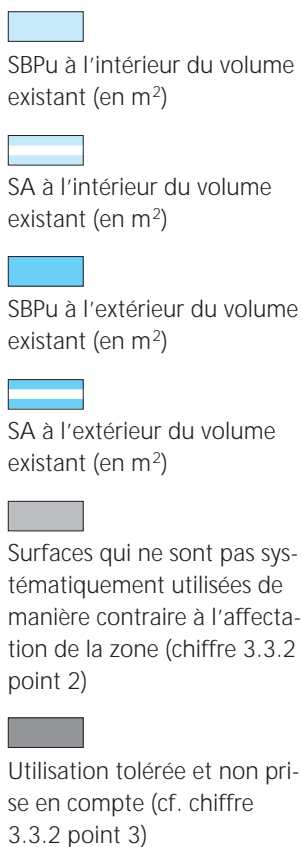 SBPu à l'intérieur du volume
existant (en m²)
SA à l'intérieur du volume
existant (en m²)
SBPu à l'extérieur du volume
existant (en m²)
SA à l'extérieur du volume
existant (en m²)
Surfaces qui ne sont pas sys-
tématiquement utilisées de
manière contraire à l'affecta-
tion de la zone (chiffre 3.3.2
point 2)
Utilisation tolérée et non pri-
se en compte (cf. chiffre
3.3.2 point 3)